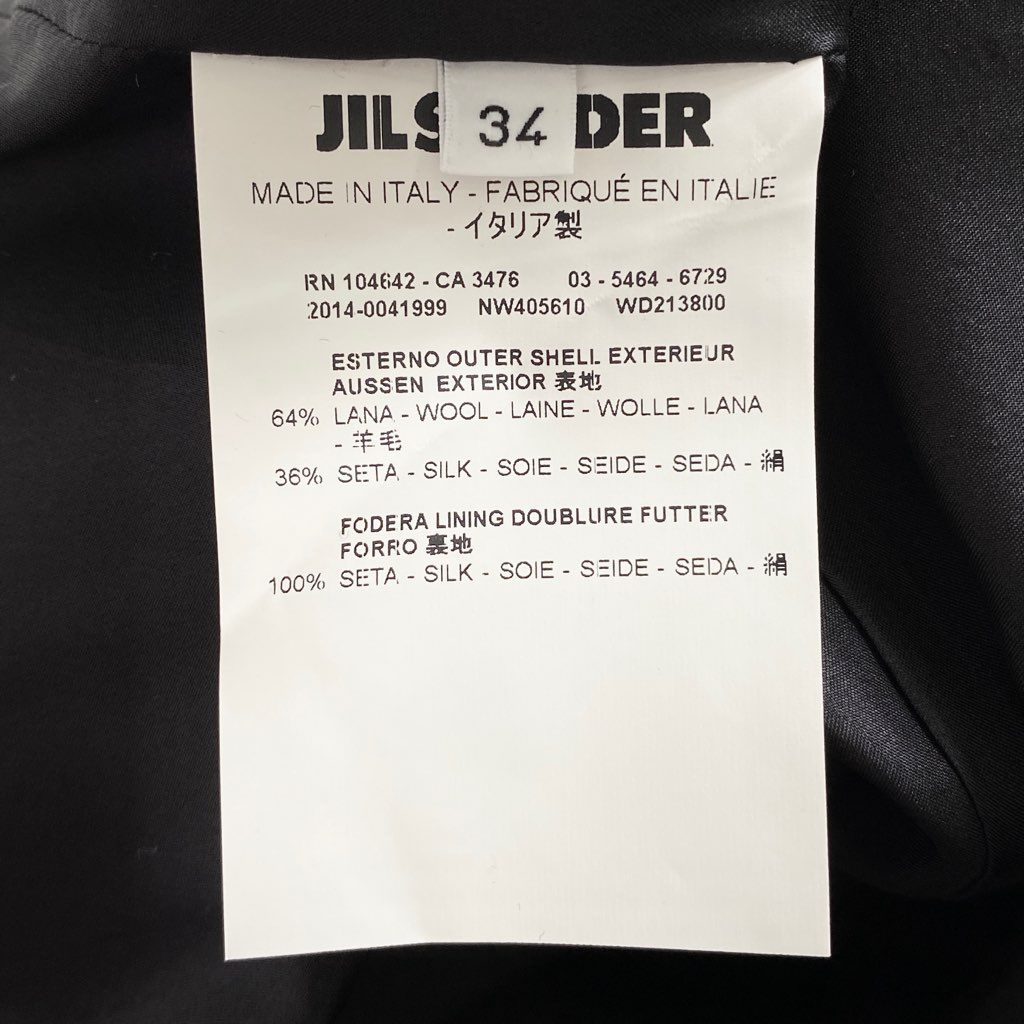 JILS DER
34
MADE IN ITALY - FABRIQUÉ EN ITALIE
- イタリア製
RN 104642 - CA 3476 03 - 5464 - 6729
2014-0041999 NW405610 WD213800
ESTERNO OUTER SHELL EXTERIEUR
AUSSEN EXTERIOR 表地
64% LANA - WOOL - LAINE - WOLLE - LANA
- 羊毛
36% SETA - SILK - SOIE - SEIDE - SEDA - 絹
FODERA LINING DOUBLURE FUTTER
FORRO 裏地
100% SETA - SILK - SOIE - SEIDE - SEDA - 絹